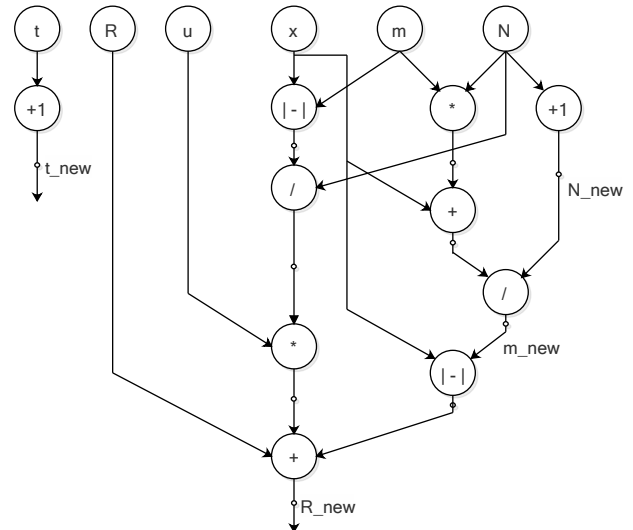 t R u x m N
+1 | - | * +1
t_new / + N_new
/
* m_new
| - |
+
R_new